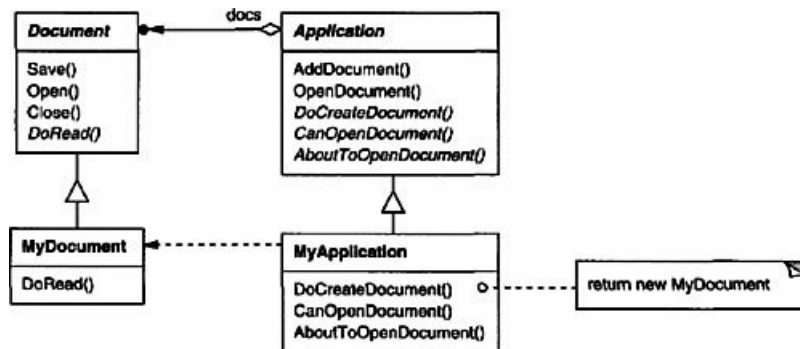 docs
Document
Save()
Open()
Close()
DoRead()
Application
AddDocument()
OpenDocument()
DoCreateDocument()
CanOpenDocument()
AboutToOpenDocument()
MyDocument
DoRead()
MyApplication
DoCreateDocument()
CanOpenDocument()
AboutToOpenDocument()
return new MyDocument